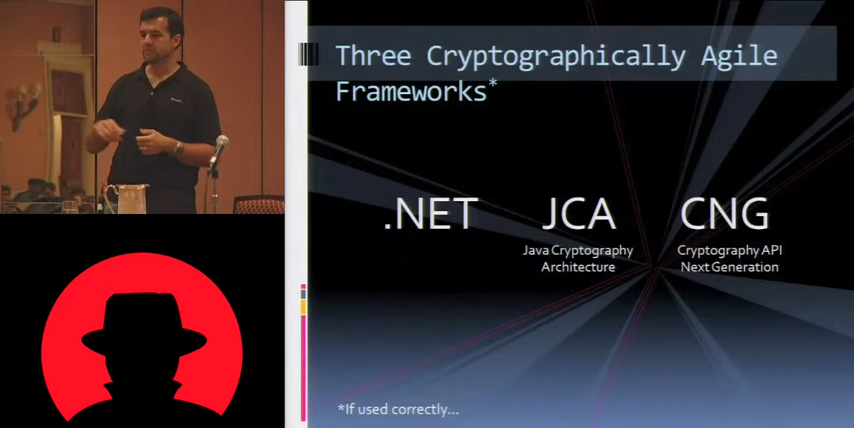 Three Cryptographically Agile
Frameworks*
.NET JCA CNG
Java Cryptography
Architecture
Cryptography API
Next Generation
*If used correctly...